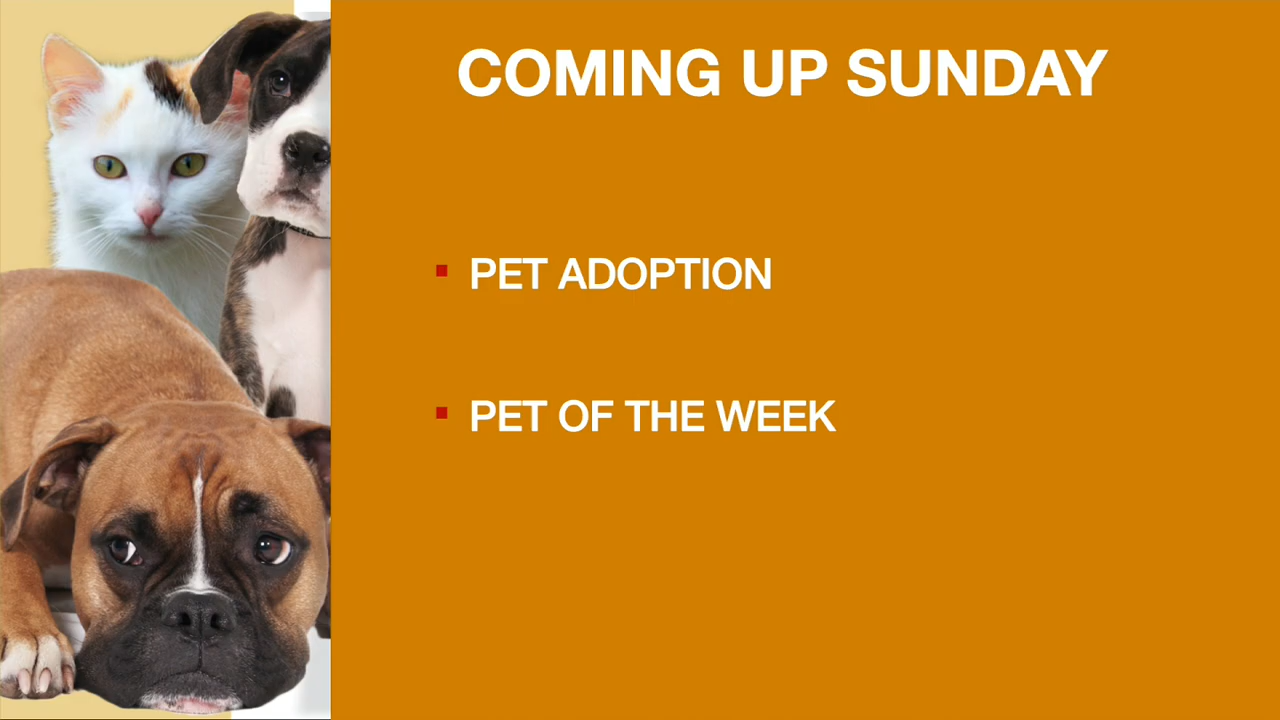 COMING UP SUNDAY
PET ADOPTION
PET OF THE WEEK